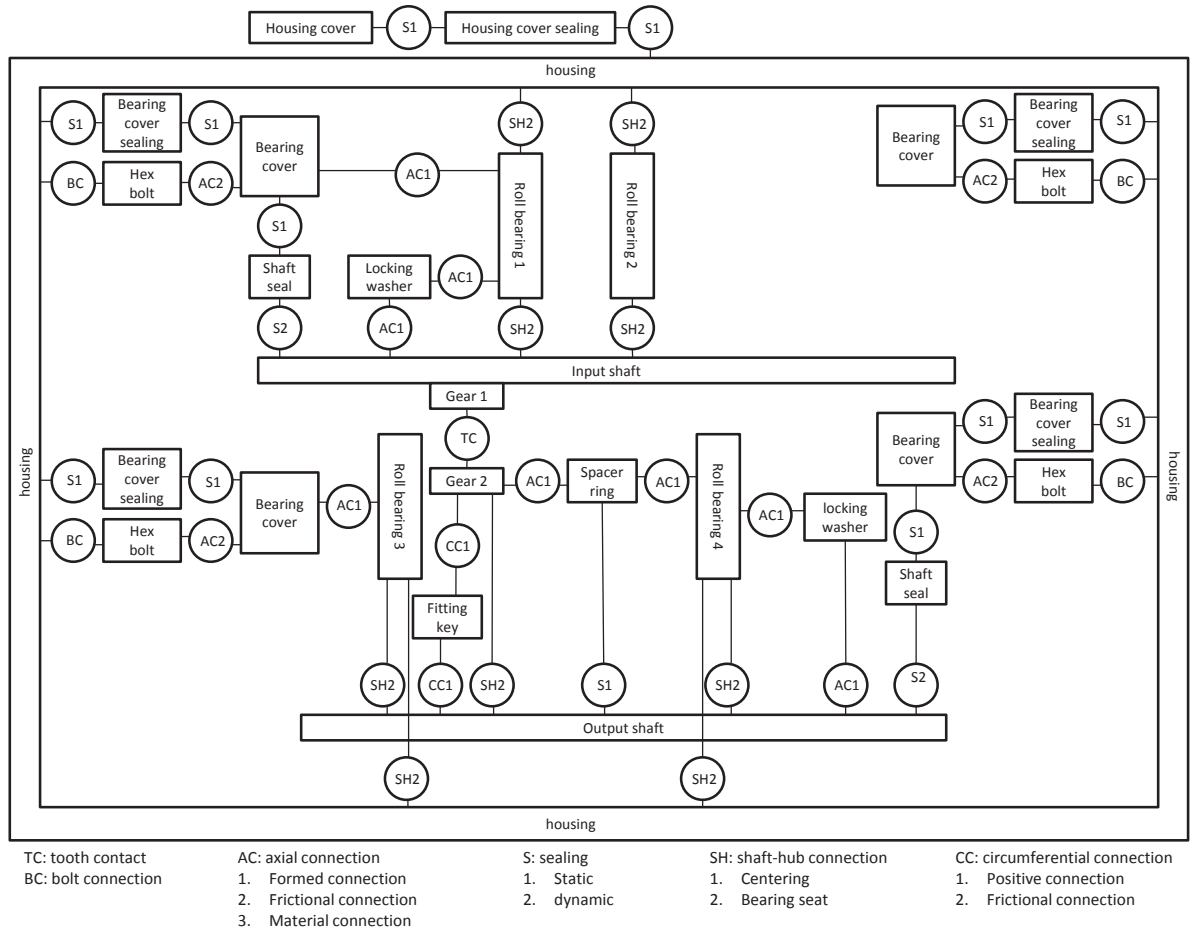 Housing cover
S1
Housing cover sealing
S1
housing
S1
Bearing
cover
sealing
S1
Bearing
cover
BC
Hex
bolt
AC2
S1
Shaft
seal
S2
AC1
SH2
Roll bearing 1
SH2
Locking
washer
AC1
AC1
SH2
Roll bearing 2
SH2
Bearing
cover
S1
Bearing
cover
sealing
S1
AC2
Hex
bolt
BC
Input shaft
Gear 1
TC
Gear 2
housing
S1
Bearing
cover
sealing
S1
Bearing
cover
BC
Hex
bolt
AC2
AC1
Roll bearing 3
CC1
Fitting
key
AC1
Spacer
ring
AC1
Roll bearing 4
AC1
locking
washer
Bearing
cover
S1
Bearing
cover
sealing
S1
AC2
Hex
bolt
BC
S1
Shaft
seal
housing
SH2
CC1
SH2
S1
SH2
AC1
S2
Output shaft
SH2
SH2
housing
TC: tooth contact
BC: bolt connection
AC: axial connection
1. Formed connection
2. Frictional connection
3. Material connection
S: sealing
1. Static
2. dynamic
SH: shaft-hub connection
1. Centering
2. Bearing seat
CC: circumferential connection
1. Positive connection
2. Frictional connection